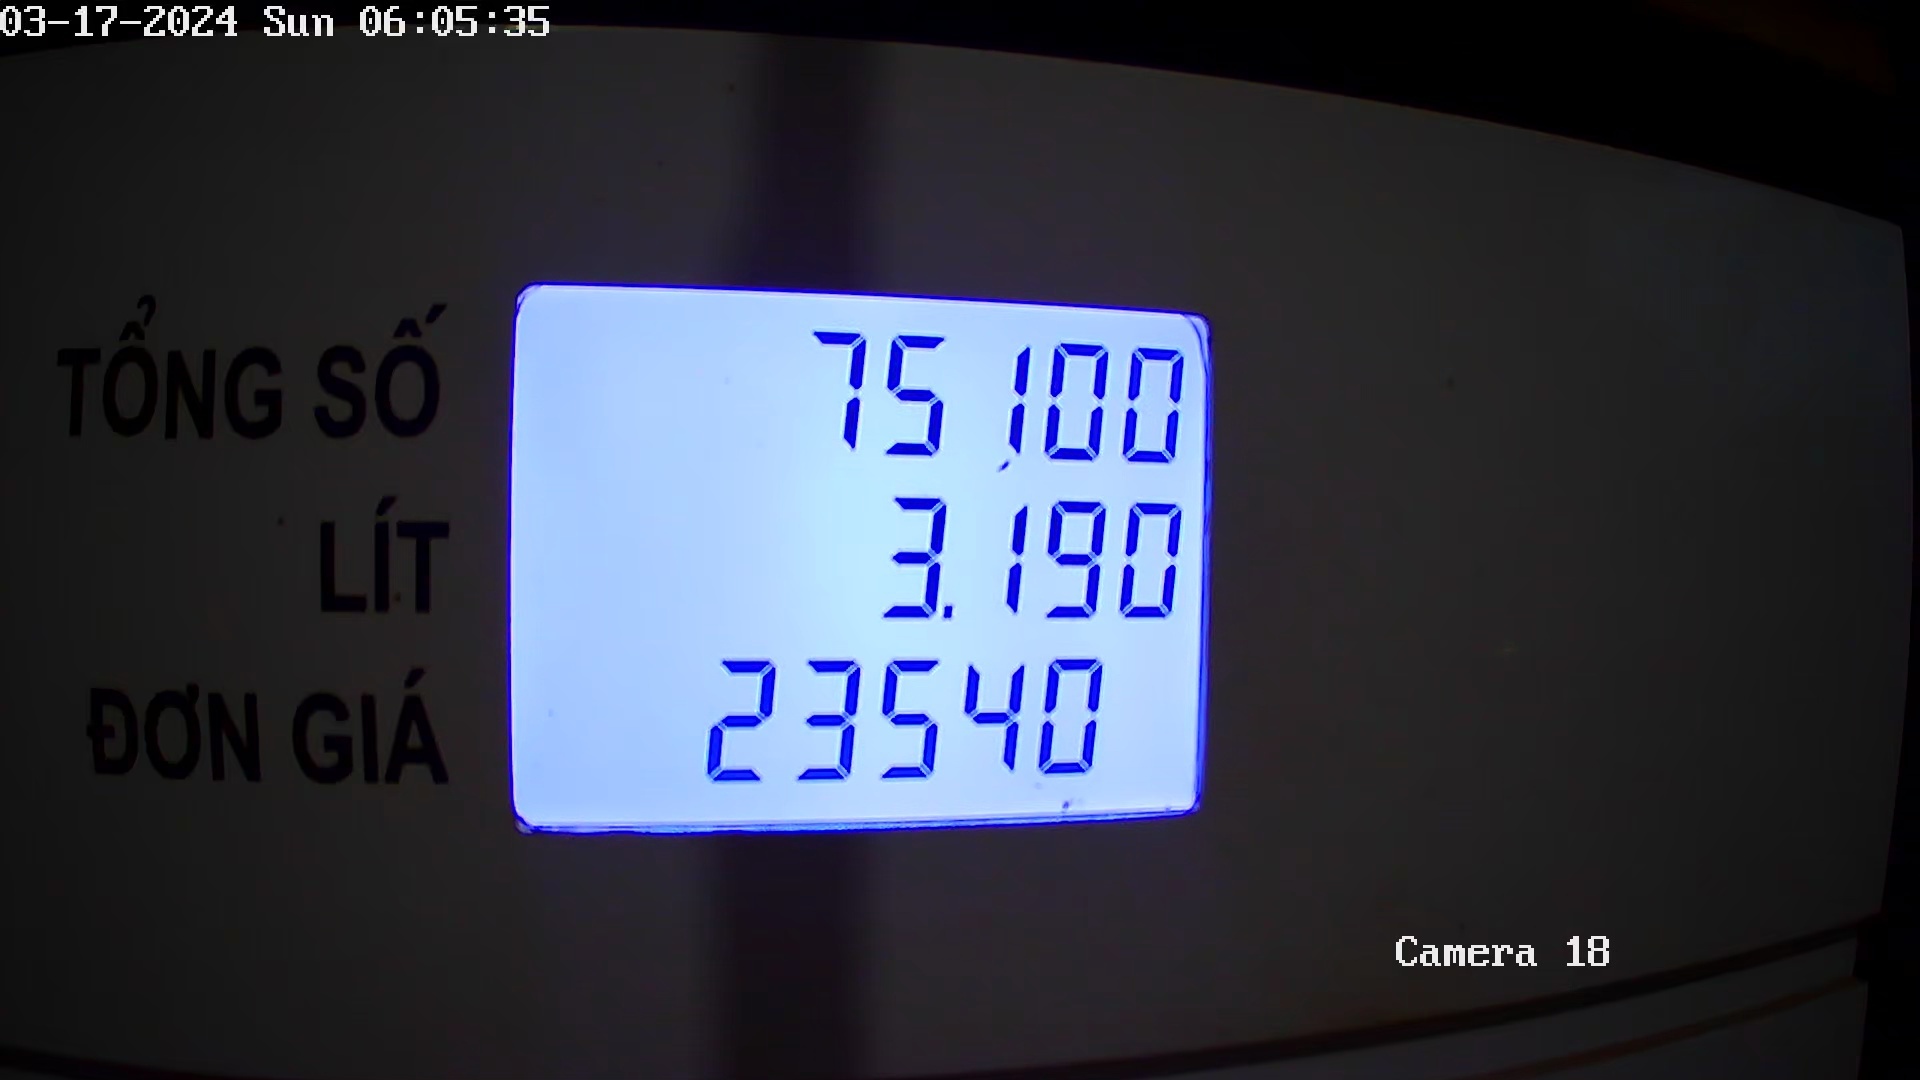 03-17-2024 Sun 06:05:35
TỔNG SỐ 75,100
LÍT 3.190
ĐƠN GIÁ 23540
Camera 18